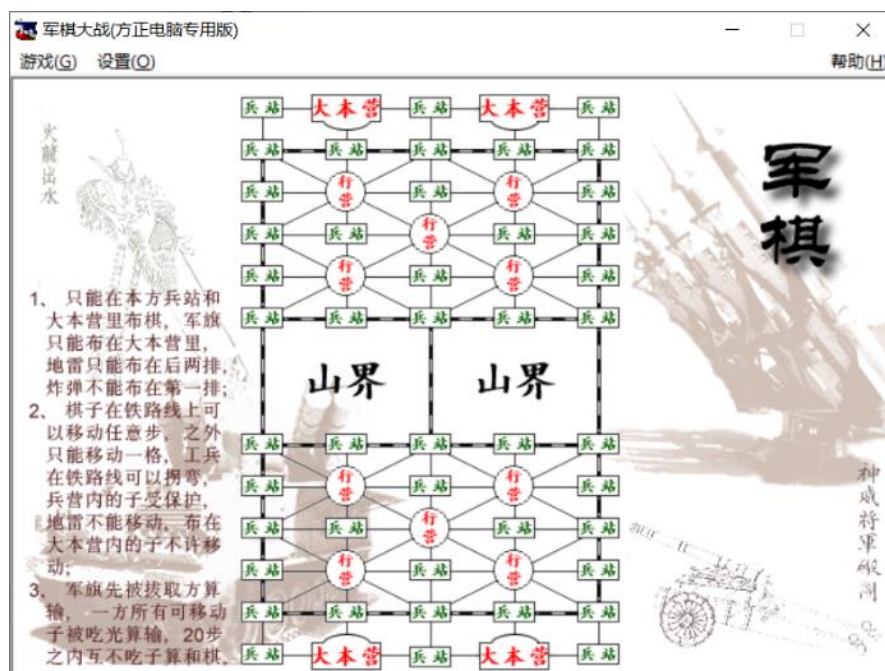 军棋大战(方正电脑专用版)
游戏(G) 设置(O) 帮助(H)
火龍出水
军棋
兵站 大本营 兵站 大本营 兵站
兵站 兵站 兵站 兵站 兵站
兵站 行营 兵站 行营 兵站
兵站 兵站 行营 兵站 兵站
兵站 行营 兵站 行营 兵站
兵站 兵站 兵站 兵站 兵站
山界 山界
兵站 兵站 兵站 兵站 兵站
兵站 行营 兵站 行营 兵站
兵站 兵站 行营 兵站 兵站
兵站 行营 兵站 行营 兵站
兵站 兵站 兵站 兵站 兵站
兵站 大本营 兵站 大本营 兵站
1、 只能在本方兵站和
大本营里布棋，军旗
只能布在大本营里，
地雷只能布在后两排，
炸弹不能布在第一排；
2、 棋子在铁路线上可
以移动任意步，之外
只能移动一格，工兵
在铁路线可以拐弯，
兵营内的子受保护，
地雷不能移动，布在
大本营内的子不许移
动；
3、 军旗先被拔取方算
输，一方所有可移动
子被吃光算输，20步
之内互不吃子算和棋，
神威将軍